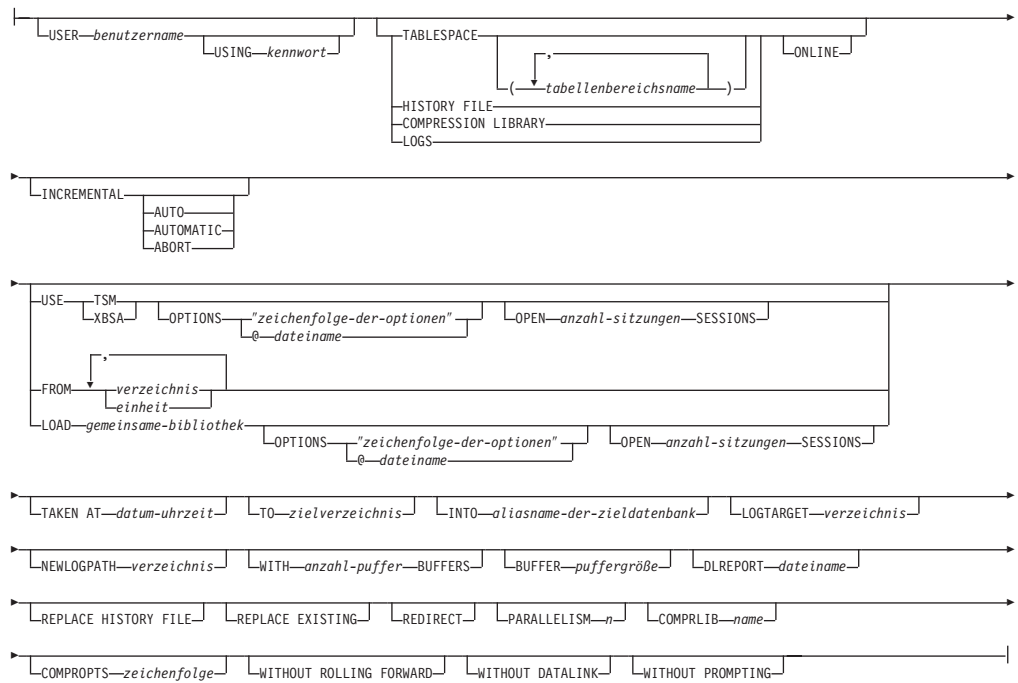 USER benutzername TABLESPACE
USING kennwort , ONLINE
( tabellenbereichsname )
HISTORY FILE
COMPRESSION LIBRARY
LOGS
INCREMENTAL
AUTO
AUTOMATIC
ABORT
USE TSM
XBSA OPTIONS "zeichenfolge-der-optionen" OPEN anzahl-sitzungen SESSIONS
@ dateiname
,
FROM verzeichnis
einheit
LOAD gemeinsame-bibliothek
OPTIONS "zeichenfolge-der-optionen" OPEN anzahl-sitzungen SESSIONS
@ dateiname
TAKEN AT datum-uhrzeit TO zielverzeichnis INTO aliasname-der-zieldatenbank LOGTARGET verzeichnis
NEWLOGPATH verzeichnis WITH anzahl-puffer BUFFERS BUFFER puffergröße DLREPORT dateiname
REPLACE HISTORY FILE REPLACE EXISTING REDIRECT PARALLELISM n COMPRLIB name
COMPROPTS zeichenfolge WITHOUT ROLLING FORWARD WITHOUT DATALINK WITHOUT PROMPTING